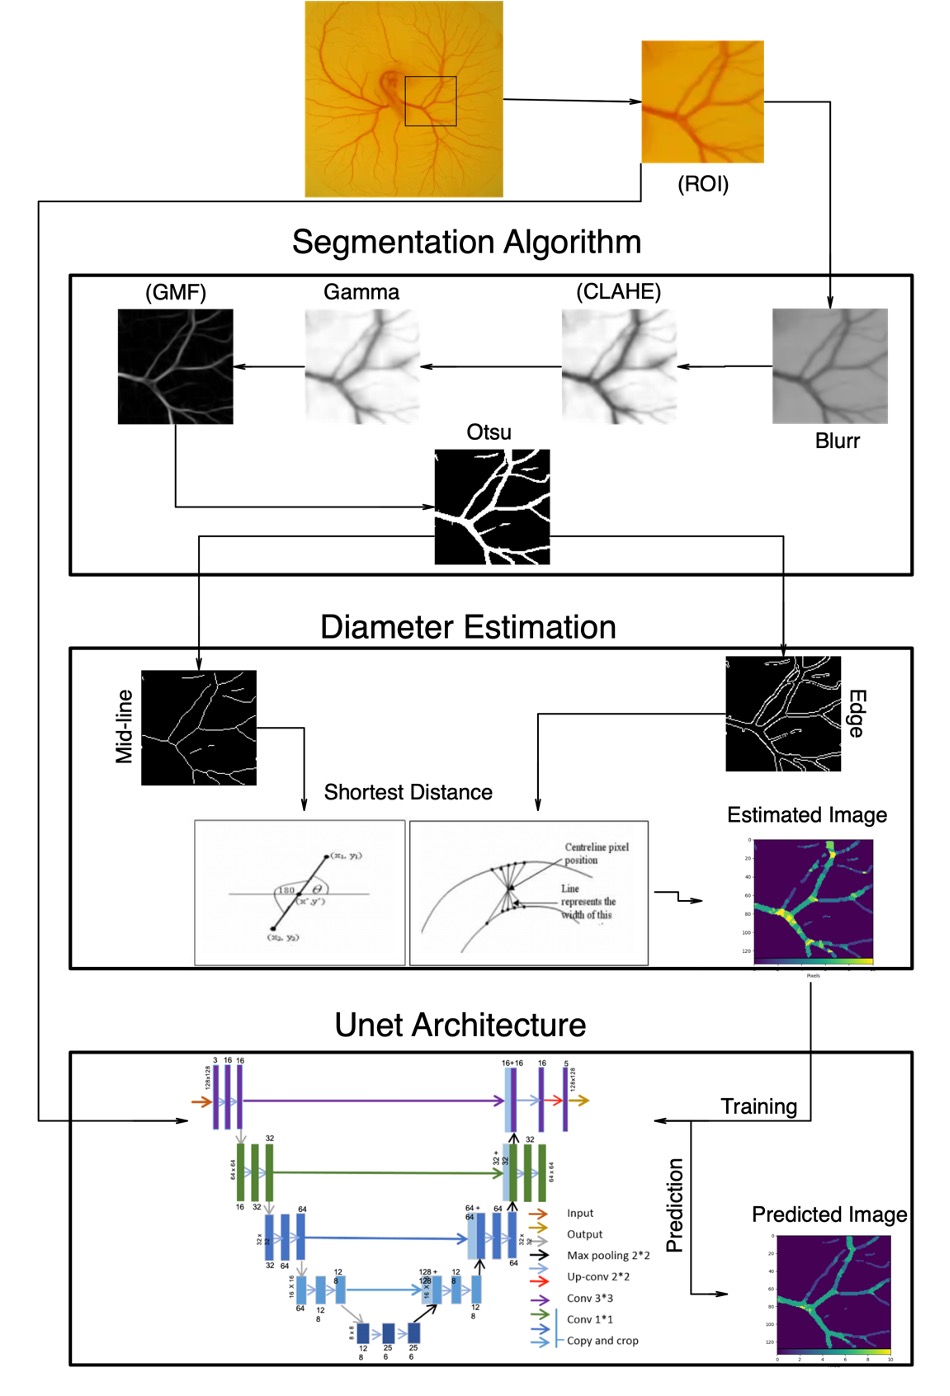 (ROI)
Segmentation Algorithm
(GMF)
Gamma
(CLAHE)
Blurr
Otsu
Diameter Estimation
Mid-line
Edge
Shortest Distance
Estimated Image
(x₁, y₁)
180
θ
(x',y')
(x₂, y₂)
Centreline pixel
position
Line
represents the
width of this
0
20
40
60
80
100
120
Pixels
Unet Architecture
3 16 16
128x128
16+16
16
5
128x128
32
64 x 64
16 32
32 +
32
32
64 x 64
64
32 x
32 64
64 +
64
64
32 x
32
64
16 X 16
12
8
64
12
8
128 +
128
16 X 16
12
8
12
8
8 x 8
12
8
25
6
25
6
Input
Output
Max pooling 2*2
Up-conv 2*2
Conv 3*3
Conv 1*1
Copy and crop
Training
Prediction
Predicted Image
0
20
40
60
80
100
120
0 2 4 6 8 10